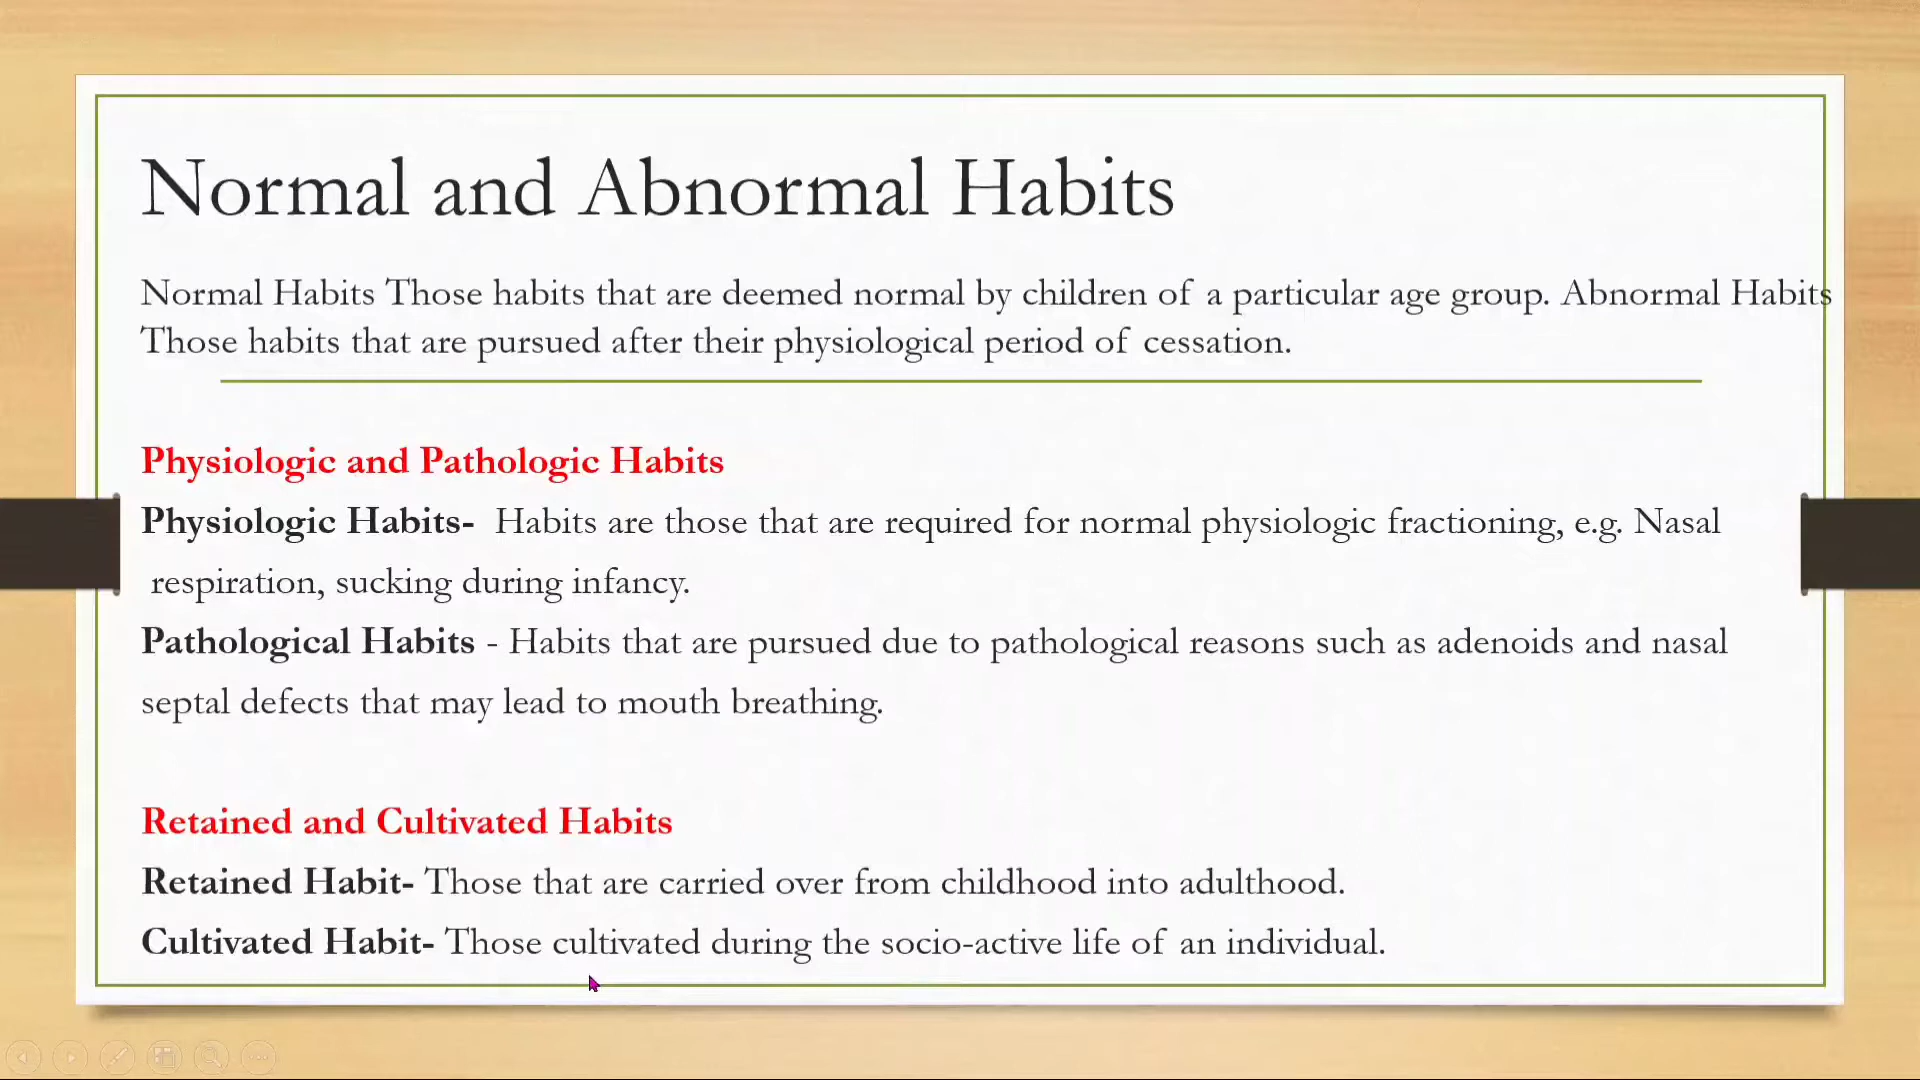 Normal and Abnormal Habits
Normal Habits Those habits that are deemed normal by children of a particular age group. Abnormal Habits
Those habits that are pursued after their physiological period of cessation.
Physiologic and Pathologic Habits
Physiologic Habits- Habits are those that are required for normal physiologic fractioning, e.g. Nasal
respiration, sucking during infancy.
Pathological Habits - Habits that are pursued due to pathological reasons such as adenoids and nasal
septal defects that may lead to mouth breathing.
Retained and Cultivated Habits
Retained Habit- Those that are carried over from childhood into adulthood.
Cultivated Habit- Those cultivated during the socio-active life of an individual.